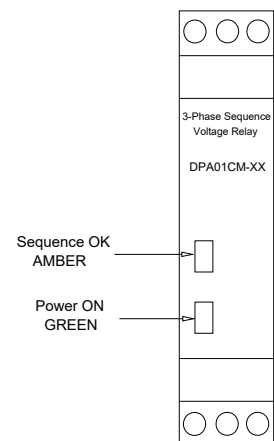 3-Phase Sequence
Voltage Relay
DPA01CM-XX
Sequence OK
AMBER
Power ON
GREEN